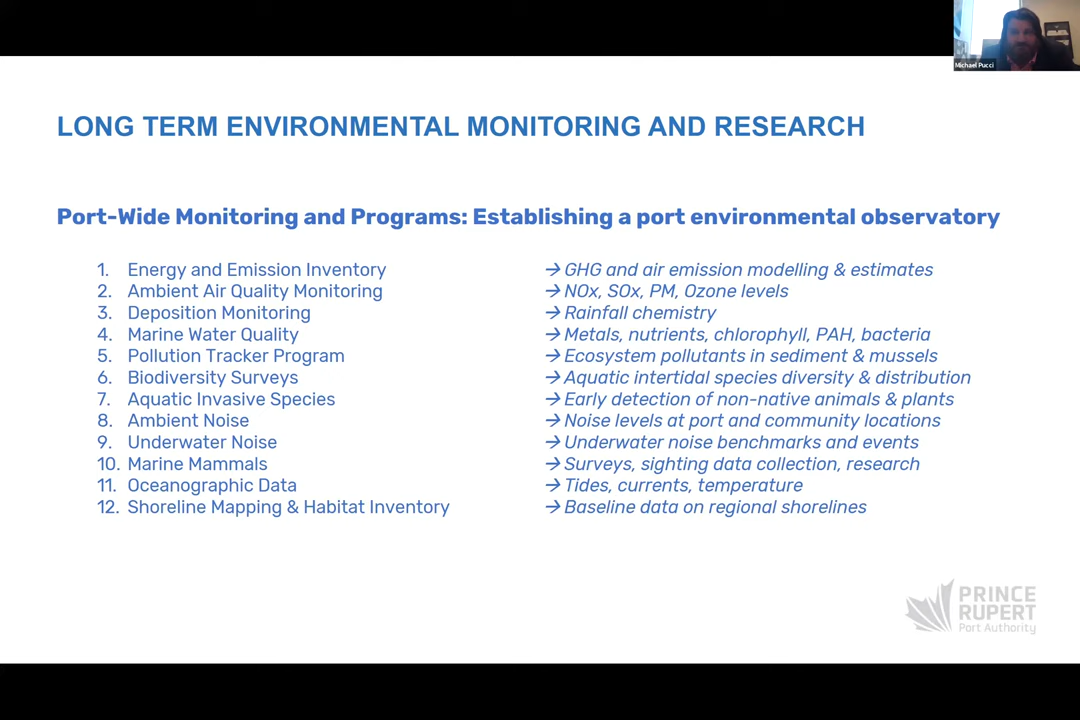 Michael Pucci
LONG TERM ENVIRONMENTAL MONITORING AND RESEARCH
Port-Wide Monitoring and Programs: Establishing a port environmental observatory
1. Energy and Emission Inventory → GHG and air emission modelling & estimates
2. Ambient Air Quality Monitoring → NOx, SOx, PM, Ozone levels
3. Deposition Monitoring → Rainfall chemistry
4. Marine Water Quality → Metals, nutrients, chlorophyll, PAH, bacteria
5. Pollution Tracker Program → Ecosystem pollutants in sediment & mussels
6. Biodiversity Surveys → Aquatic intertidal species diversity & distribution
7. Aquatic Invasive Species → Early detection of non-native animals & plants
8. Ambient Noise → Noise levels at port and community locations
9. Underwater Noise → Underwater noise benchmarks and events
10. Marine Mammals → Surveys, sighting data collection, research
11. Oceanographic Data → Tides, currents, temperature
12. Shoreline Mapping & Habitat Inventory → Baseline data on regional shorelines
PRINCE
RUPERT
Port Authority